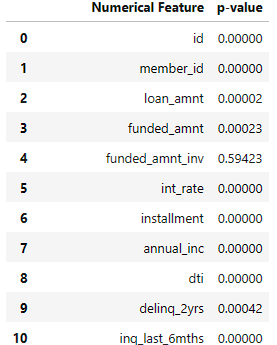 Numerical Feature p-value
0 id 0.00000
1 member_id 0.00000
2 loan_amnt 0.00002
3 funded_amnt 0.00023
4 funded_amnt_inv 0.59423
5 int_rate 0.00000
6 installment 0.00000
7 annual_inc 0.00000
8 dti 0.00000
9 delinq_2yrs 0.00042
10 inq_last_6mths 0.00000